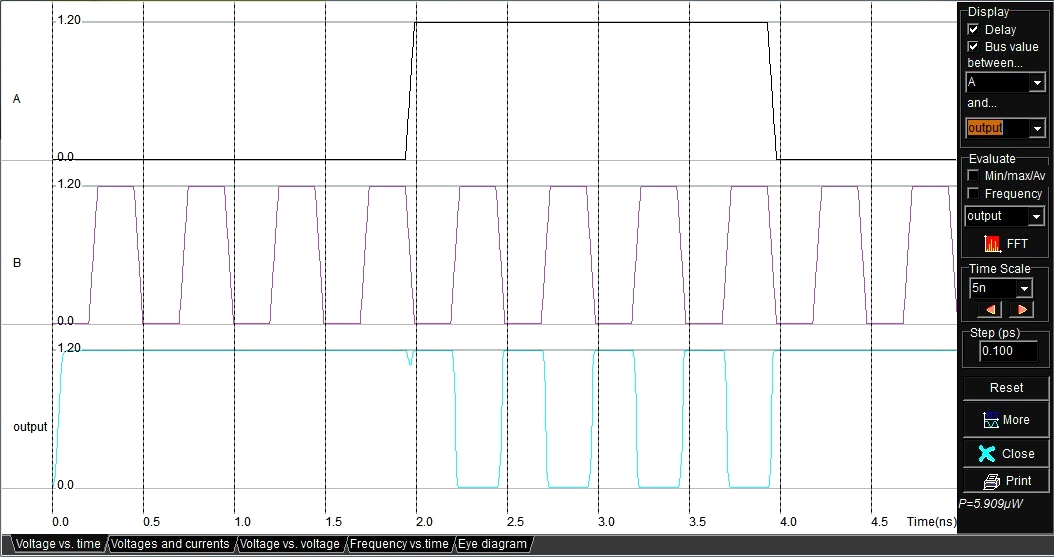 1.20
A
0.0
1.20
B
0.0
1.20
output
0.0
0.0 0.5 1.0 1.5 2.0 2.5 3.0 3.5 4.0 4.5 Time(ns)
Voltage vs. time Voltages and currents Voltage vs. voltage Frequency vs.time Eye diagram
Display
Delay
Bus value
between...
A
and...
output
Evaluate
Min/max/Av
Frequency
output
FFT
Time Scale
5n
Step (ps)
0.100
Reset
More
Close
Print
P=5.909µW